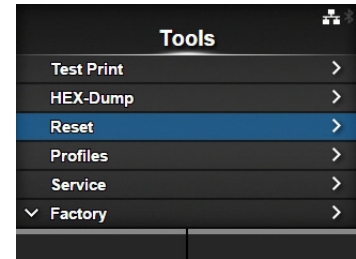 Tools
Test Print
HEX-Dump
Reset
Profiles
Service
Factory